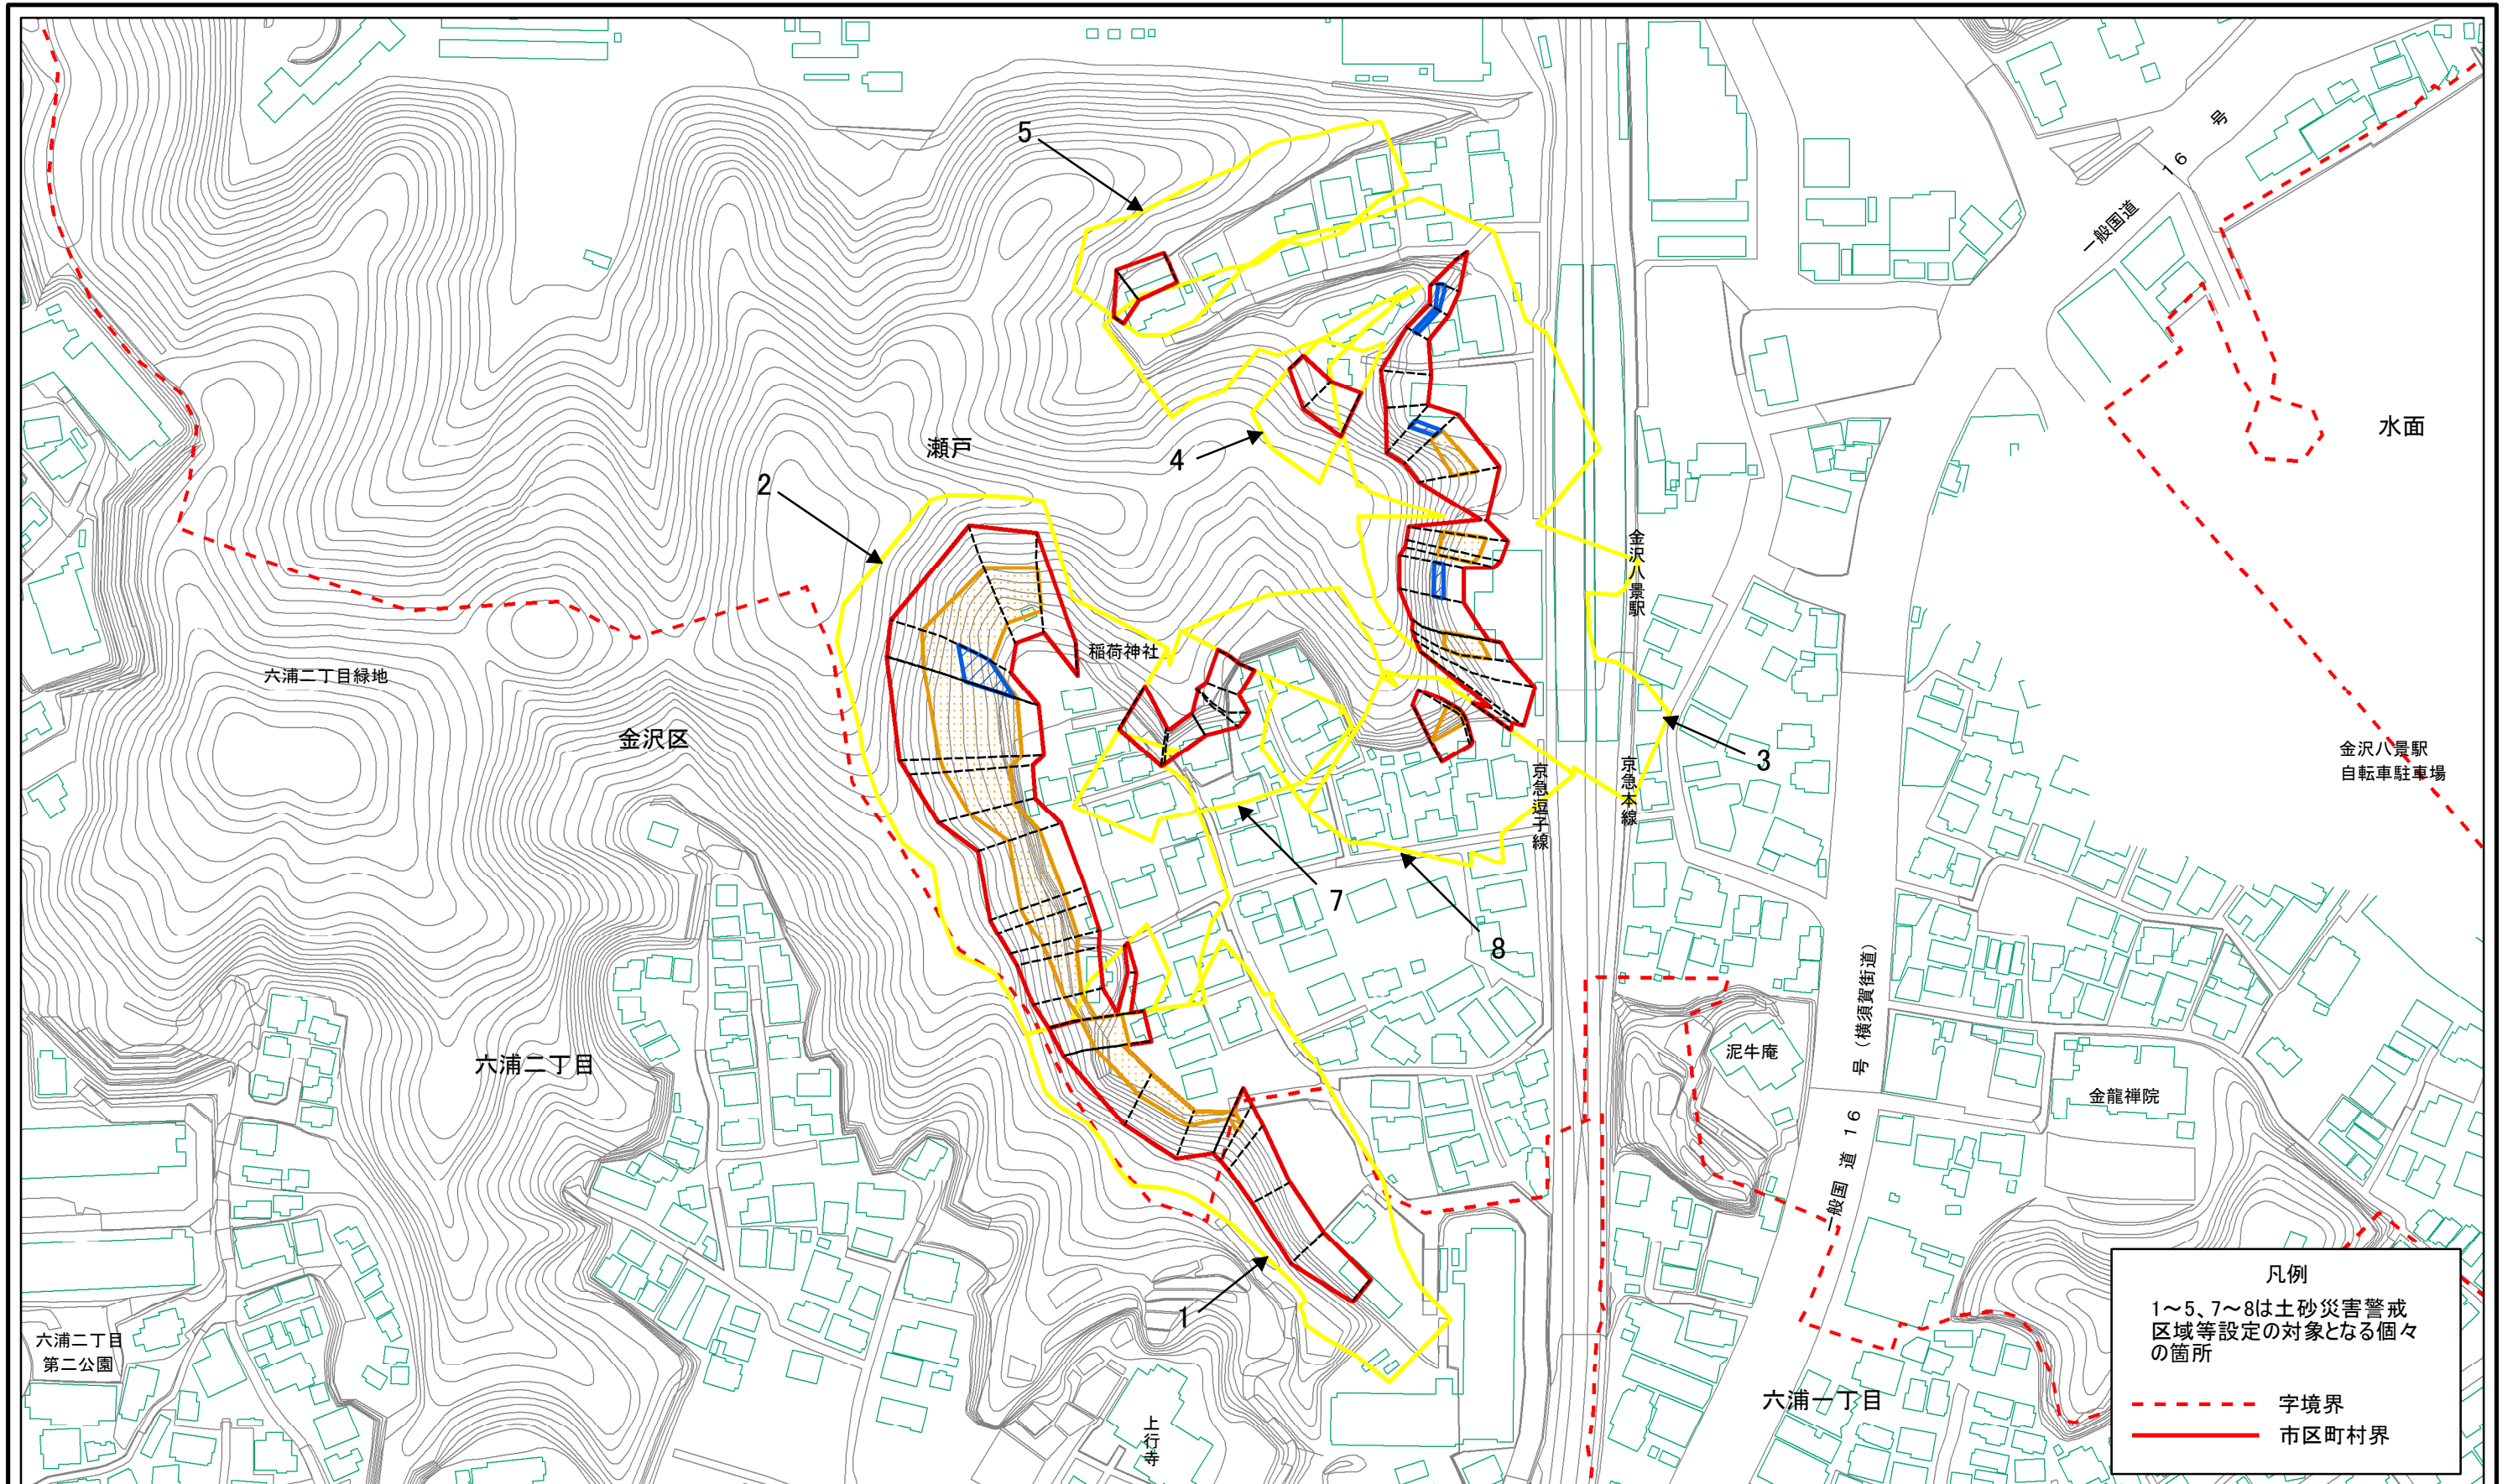 5
16
号
一般国道
水面
瀬戸
4
2
金沢八景駅
稲荷神社
六浦二丁目緑地
金沢区
3
金沢八景駅
自転車駐車場
京急逗子線
京急本線
7
8
号（横須賀街道）
泥牛庵
六浦二丁目
金龍禅院
一般国道16
1
六浦二丁目
第二公園
上行寺
六浦一丁目
凡例
1～5、7～8は土砂災害警戒
区域等設定の対象となる個々
の箇所
字境界
市区町村界